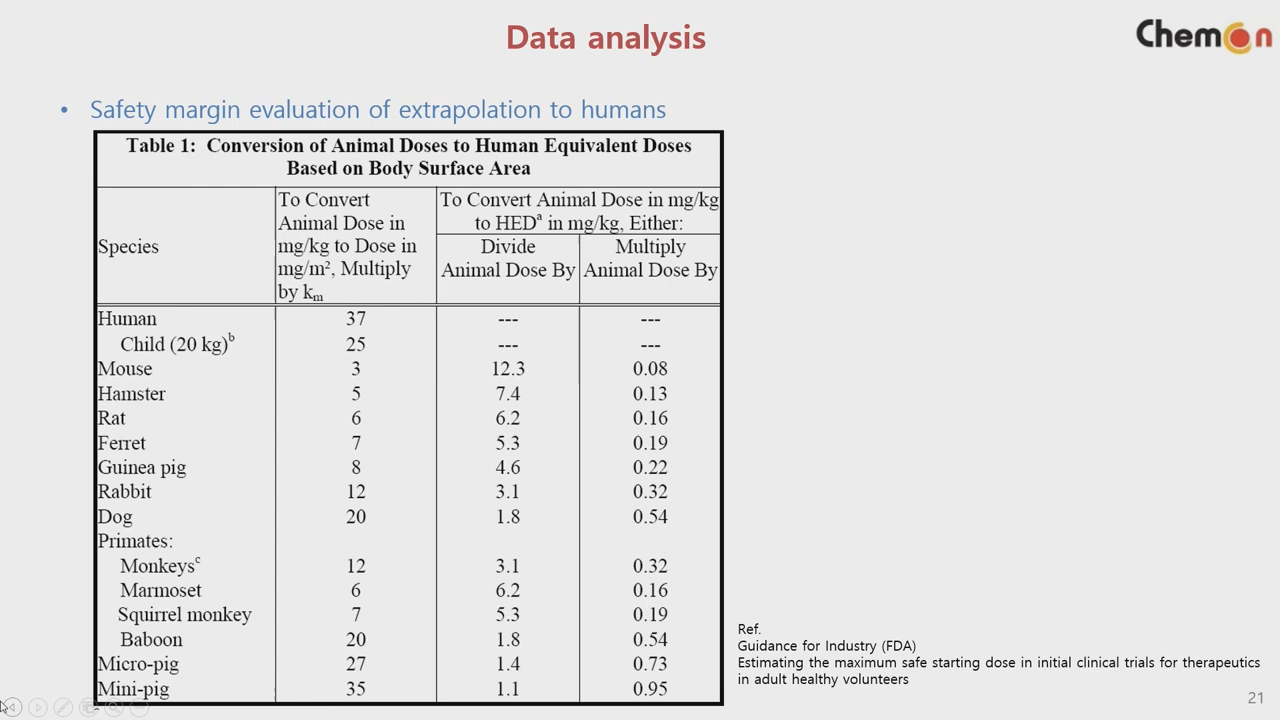 Data analysis
ChemOn
• Safety margin evaluation of extrapolation to humans
Table 1: Conversion of Animal Doses to Human Equivalent Doses
Based on Body Surface Area
Species
To Convert
Animal Dose in
mg/kg to Dose in
mg/m², Multiply
by km
To Convert Animal Dose in mg/kg
to HEDa in mg/kg, Either:
Divide
Animal Dose By
Multiply
Animal Dose By
Human 37 --- ---
Child (20 kg)b 25 --- ---
Mouse 3 12.3 0.08
Hamster 5 7.4 0.13
Rat 6 6.2 0.16
Ferret 7 5.3 0.19
Guinea pig 8 4.6 0.22
Rabbit 12 3.1 0.32
Dog 20 1.8 0.54
Primates:
Monkeysc 12 3.1 0.32
Marmoset 6 6.2 0.16
Squirrel monkey 7 5.3 0.19
Baboon 20 1.8 0.54
Micro-pig 27 1.4 0.73
Mini-pig 35 1.1 0.95
Ref.
Guidance for Industry (FDA)
Estimating the maximum safe starting dose in initial clinical trials for therapeutics
in adult healthy volunteers
21